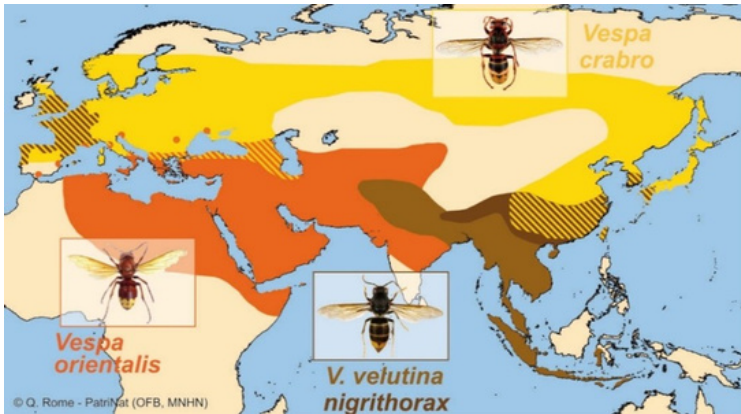 Vespa
crabro
Vespa
orientalis
V. velutina
nigrithorax
© Q. Rome - PatriNat (OFB, MNHN)